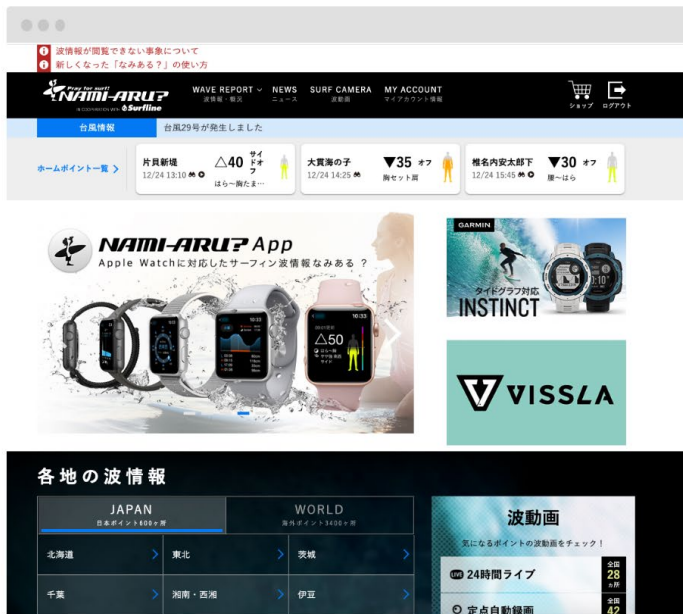 波情報が閲覧できない事象について
新しくなった「なみある？」の使い方
Pray for surf!
NAMI-ARU?
IN COOPERATION WITH Surfline
WAVE REPORT
波情報・概況
NEWS
ニュース
SURF CAMERA
波動画
MY ACCOUNT
マイアカウント情報
ショップ
ログアウト
台風情報
台風29号が発生しました
ホームポイント一覧
片貝新堤
12/24 13:10
△40
サイドオフ
はら〜胸たま…
大貫海の子
12/24 14:25
▼35
オフ
胸セット肩
椎名内安太郎下
12/24 15:45
▼30
オフ
腰〜はら
NAMI-ARU? App
Apple Watchに対応したサーフィン波情報なみある ?
10:32
10:33
△50
はら〜胸
サイド
GARMIN
タイドグラフ対応
INSTINCT
VISSLA
各地の波情報
JAPAN
日本ポイント600ヶ所
WORLD
海外ポイント3400ヶ所
北海道
東北
茨城
千葉
湘南・西湘
伊豆
波動画
気になるポイントの波動画をチェック！
LIVE 24時間ライブ
全国
28
ヵ所
定点自動録画
全国
42